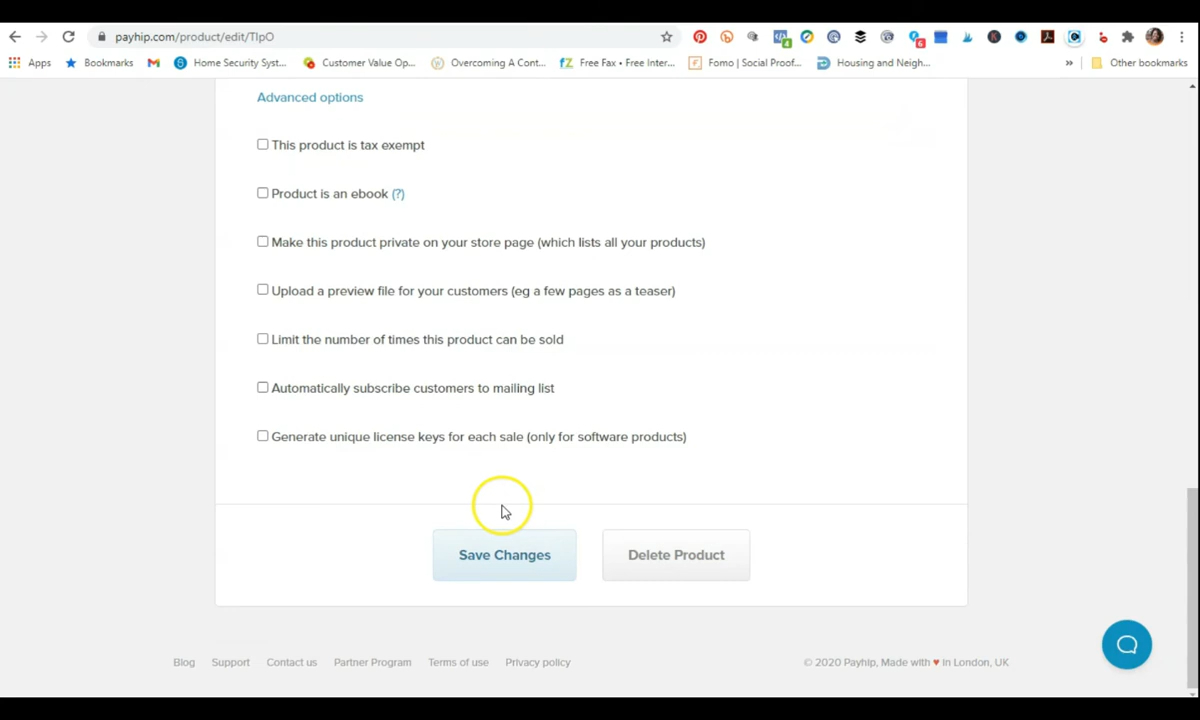 payhip.com/product/edit/TIpO
Apps Bookmarks Home Security Syst... Customer Value Op... Overcoming A Cont... Free Fax • Free Inter... Fomo | Social Proof... Housing and Neigh... » Other bookmarks
Advanced options
This product is tax exempt
Product is an ebook (?)
Make this product private on your store page (which lists all your products)
Upload a preview file for your customers (eg a few pages as a teaser)
Limit the number of times this product can be sold
Automatically subscribe customers to mailing list
Generate unique license keys for each sale (only for software products)
Save Changes Delete Product
Blog Support Contact us Partner Program Terms of use Privacy policy © 2020 Payhip, Made with ♥ in London, UK